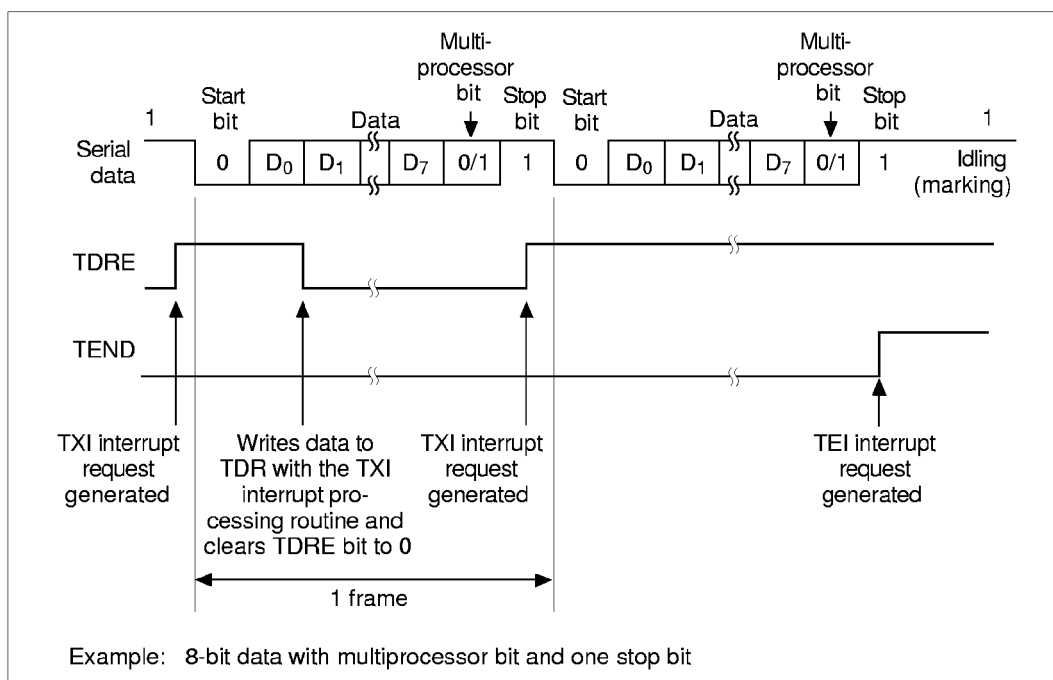 Multi-
processor
bit
Multi-
processor
bit
1
Start
bit
Data
Stop
bit
Start
bit
Data
Stop
bit
1
Serial
data
0 D0 D1 D7 0/1 1 0 D0 D1 D7 0/1 1
Idling
(marking)
TDRE
TEND
TXI interrupt
request
generated
Writes data to
TDR with the TXI
interrupt pro-
cessing routine and
clears TDRE bit to 0
TXI interrupt
request
generated
TEI interrupt
request
generated
1 frame
Example: 8-bit data with multiprocessor bit and one stop bit